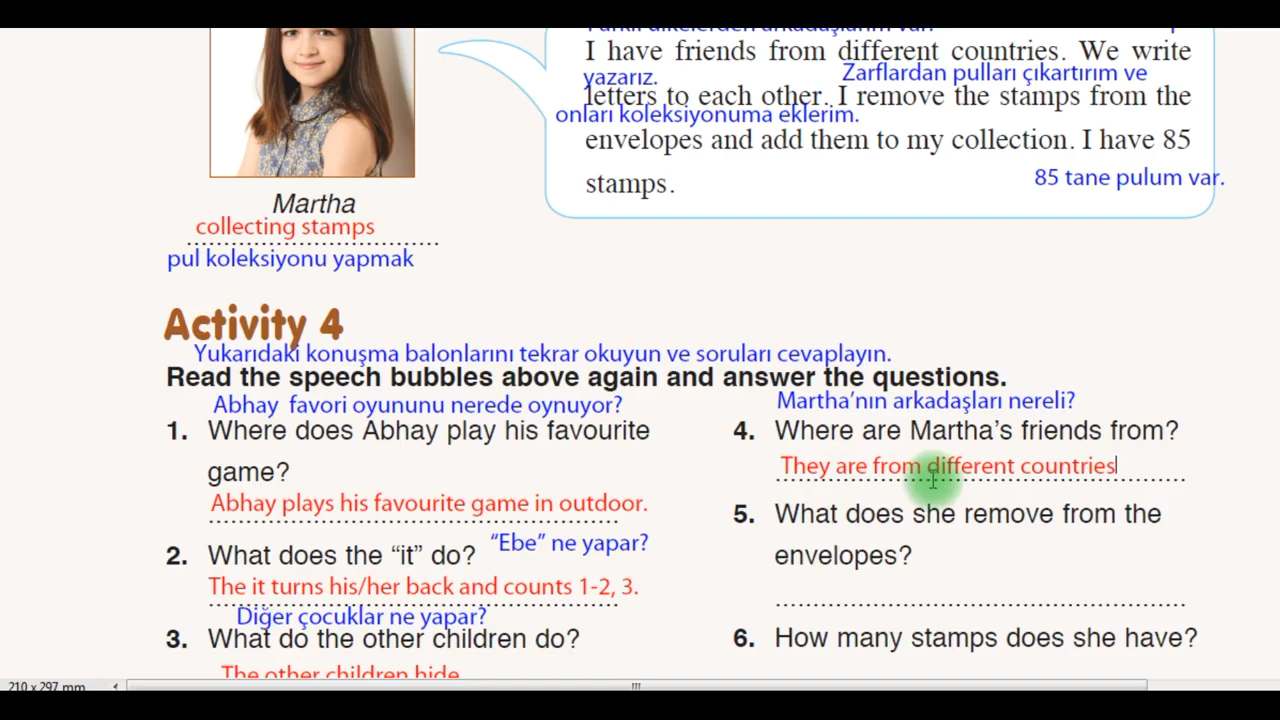 I have friends from different countries. We write
yazarız.
Zarflardan pulları çıkartırım ve
letters to each other. I remove the stamps from the
onları koleksiyonuma eklerim.
envelopes and add them to my collection. I have 85
85 tane pulum var.
stamps.
Martha
collecting stamps
pul koleksiyonu yapmak
Activity 4
Yukarıdaki konuşma balonlarını tekrar okuyun ve soruları cevaplayın.
Read the speech bubbles above again and answer the questions.
Abhay favori oyununu nerede oynuyor?
1. Where does Abhay play his favourite
game?
Abhay plays his favourite game in outdoor.
2. What does the “it” do?
“Ebe” ne yapar?
The it turns his/her back and counts 1-2, 3.
Diğer çocuklar ne yapar?
3. What do the other children do?
The other children hide
Martha’nın arkadaşları nereli?
4. Where are Martha’s friends from?
They are from different countries
5. What does she remove from the
envelopes?
6. How many stamps does she have?
210 x 297 mm